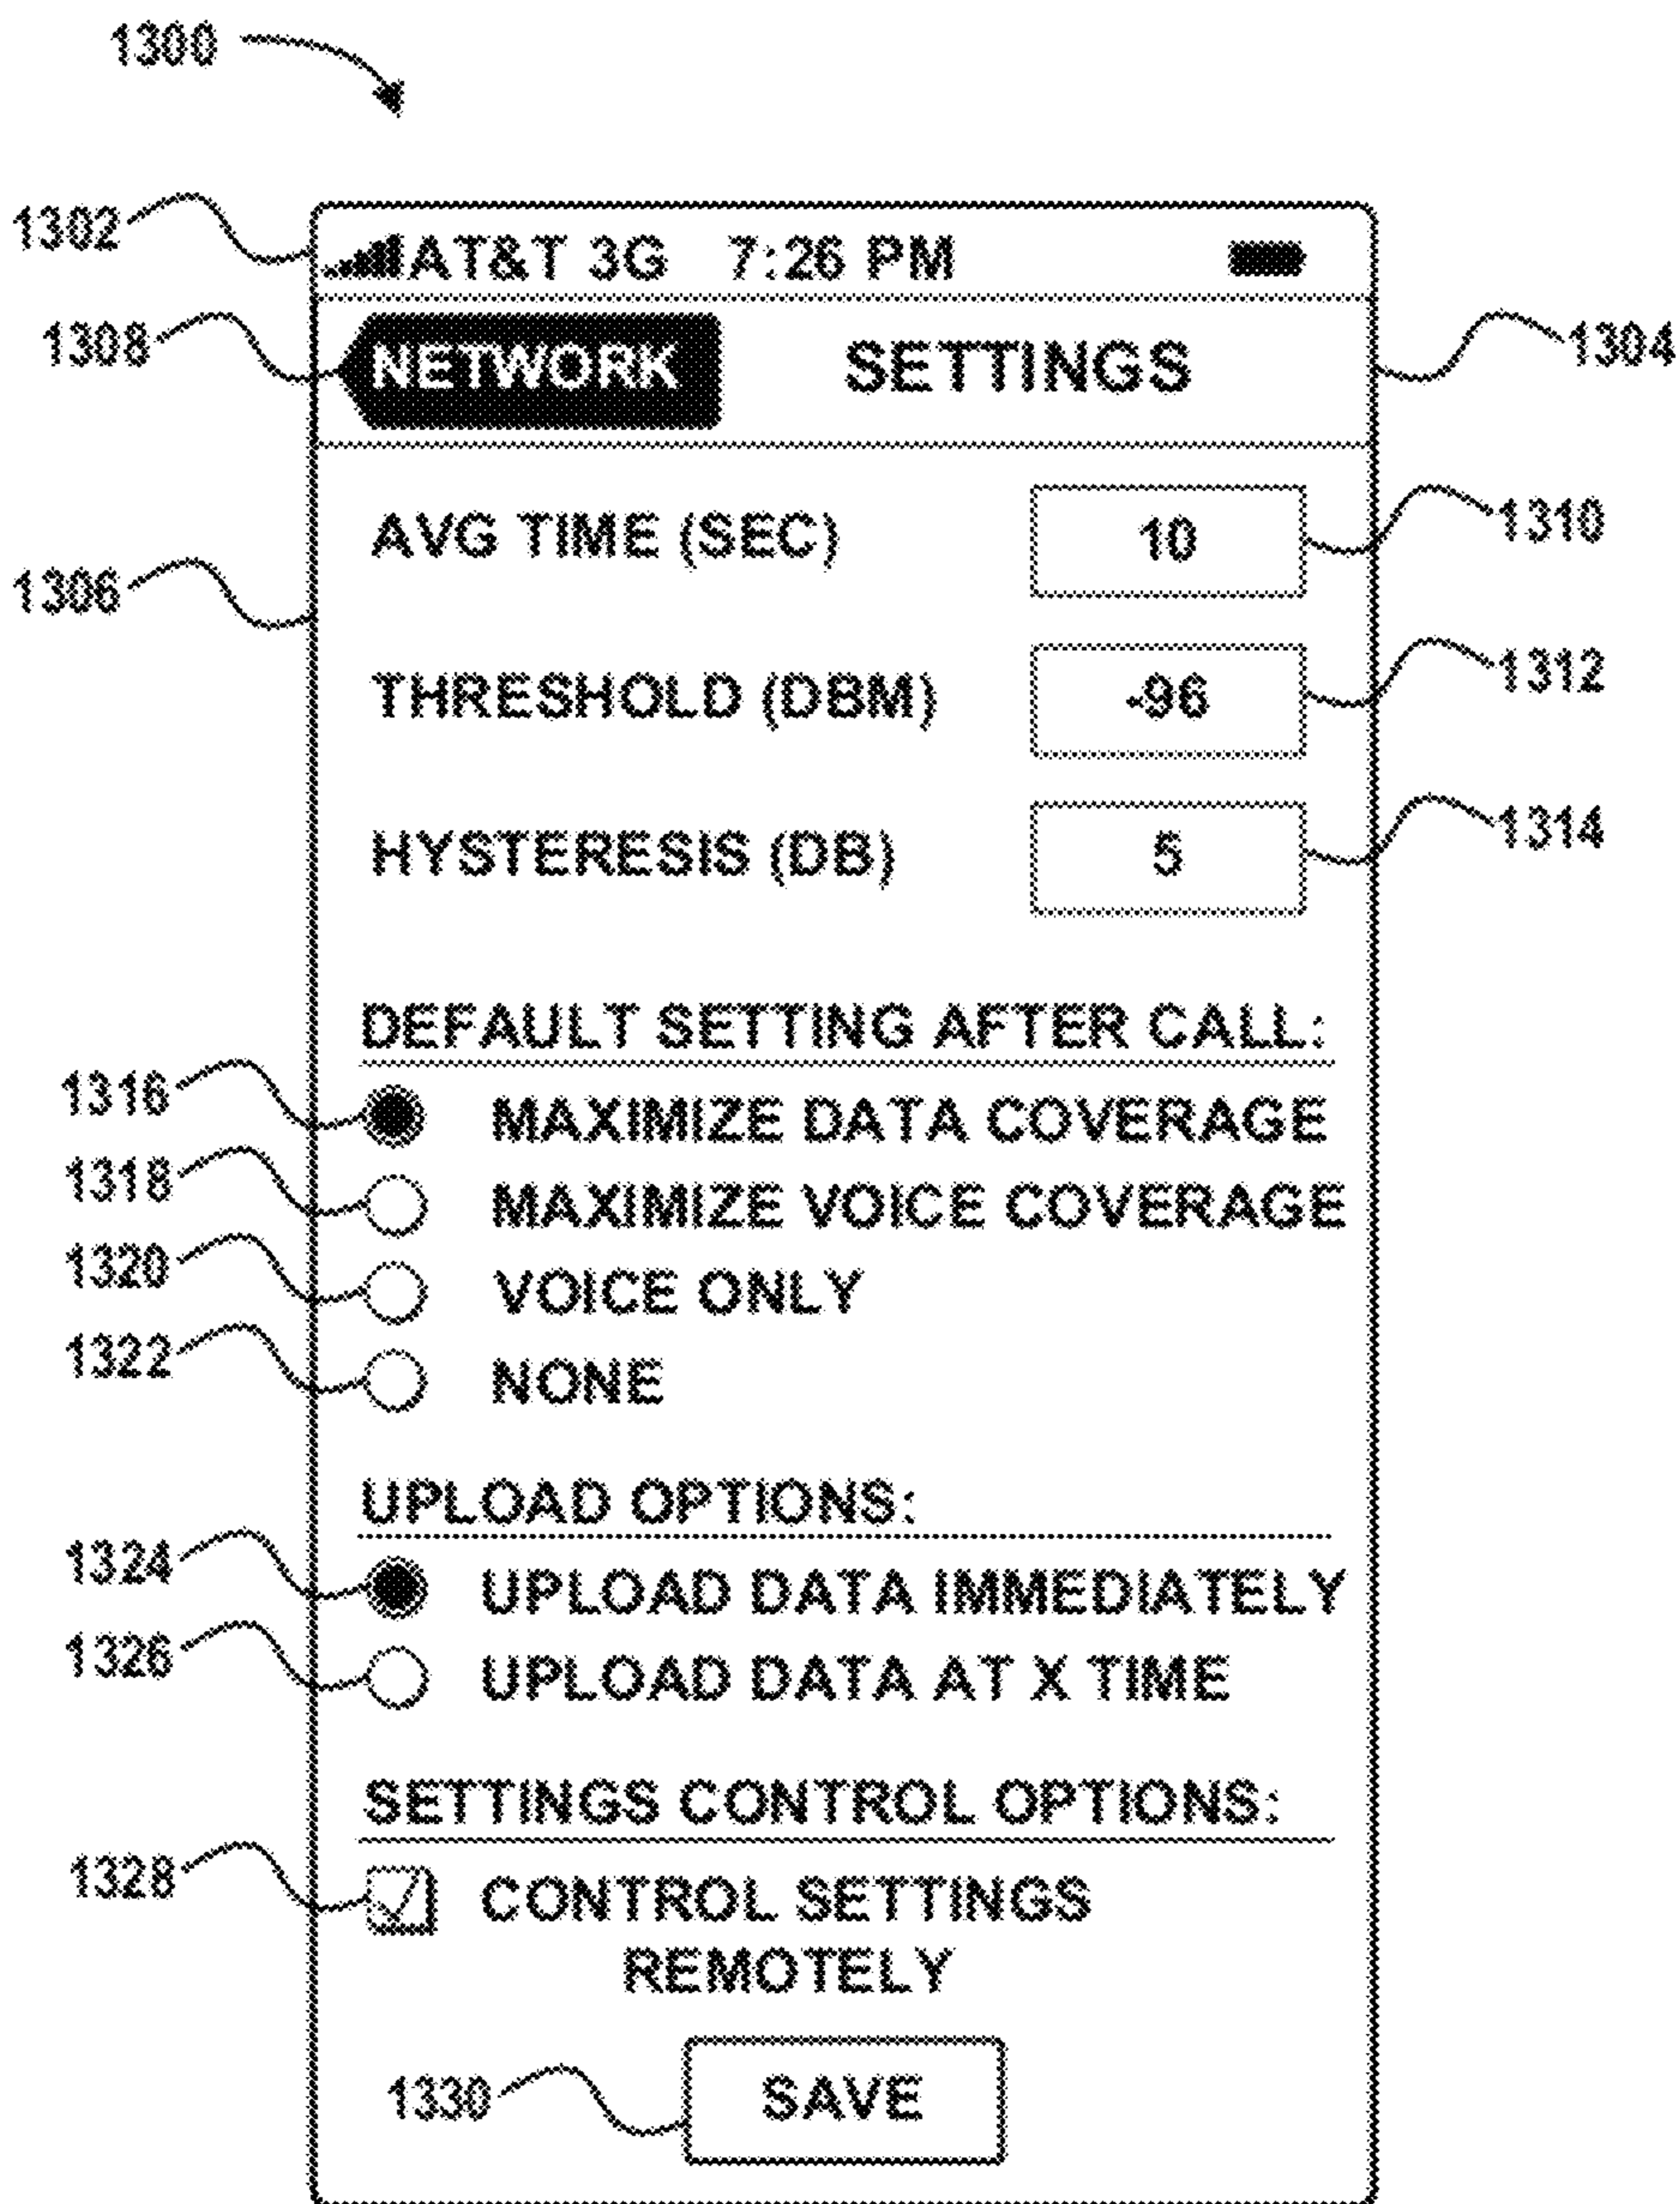 1300
1302
AT&T 3G 7:26 PM
1308
NETWORK
SETTINGS
1304
AVG TIME (SEC)
10
1310
1306
THRESHOLD (DBM)
-96
1312
HYSTERESIS (DB)
5
1314
DEFAULT SETTING AFTER CALL:
1316
MAXIMIZE DATA COVERAGE
1318
MAXIMIZE VOICE COVERAGE
1320
VOICE ONLY
1322
NONE
UPLOAD OPTIONS:
1324
UPLOAD DATA IMMEDIATELY
1326
UPLOAD DATA AT X TIME
SETTINGS CONTROL OPTIONS:
1328
CONTROL SETTINGS
REMOTELY
1330
SAVE